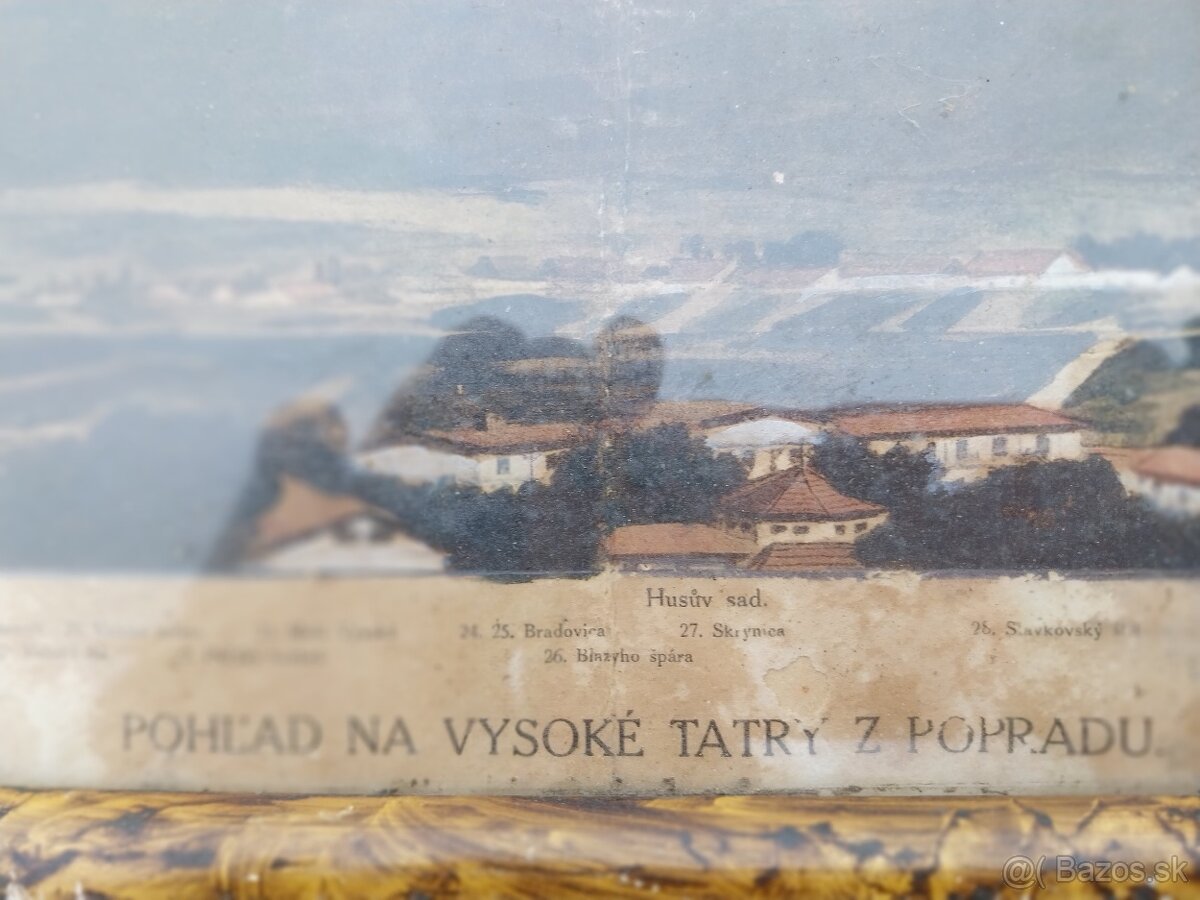 Husův sad.
24. 25. Bradovica 27. Skrynica 28. Slavkovský
26. Blazyho špára
POHĽAD NA VYSOKÉ TATRY Z POPRADU.
@( Bazos.sk